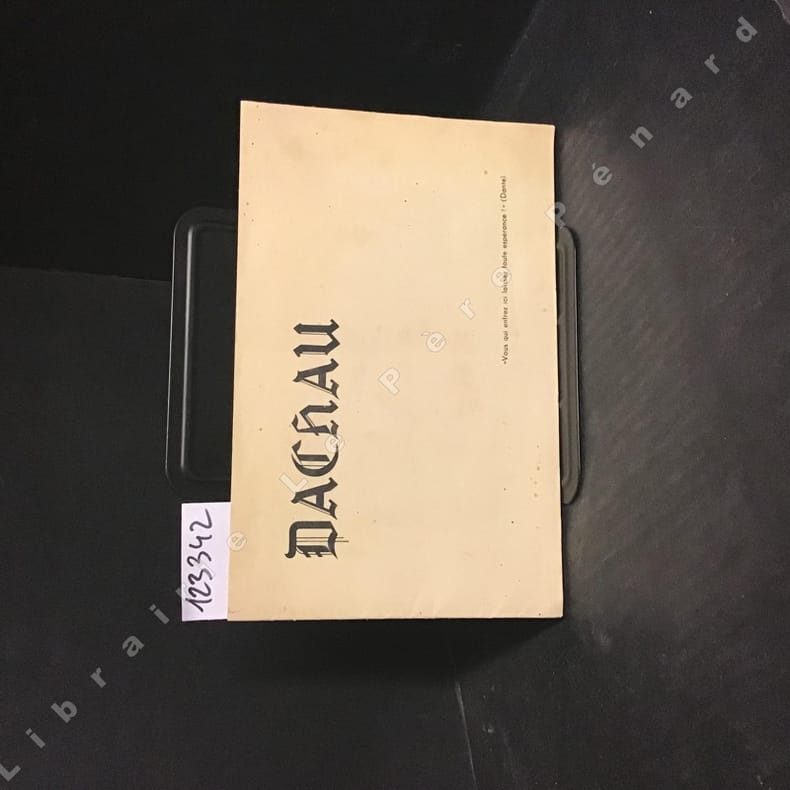 DACHAU
«Vous qui entrez ici laissez toute espérance !» (Dante)
123342
Librairie Le Père Pénard